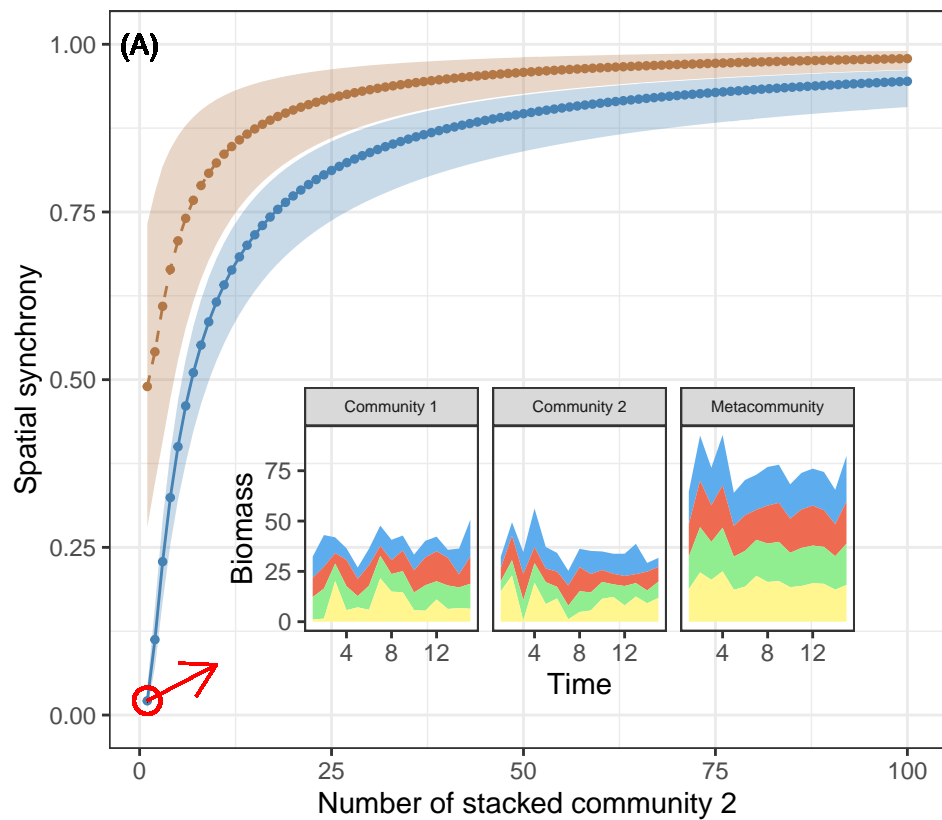 (A)
1.00
0.75
0.50
0.25
0.00
Spatial synchrony
0
25
50
75
100
Number of stacked community 2
Community 1
Community 2
Metacommunity
Biomass
75
50
25
0
4
8
12
4
8
12
4
8
12
Time